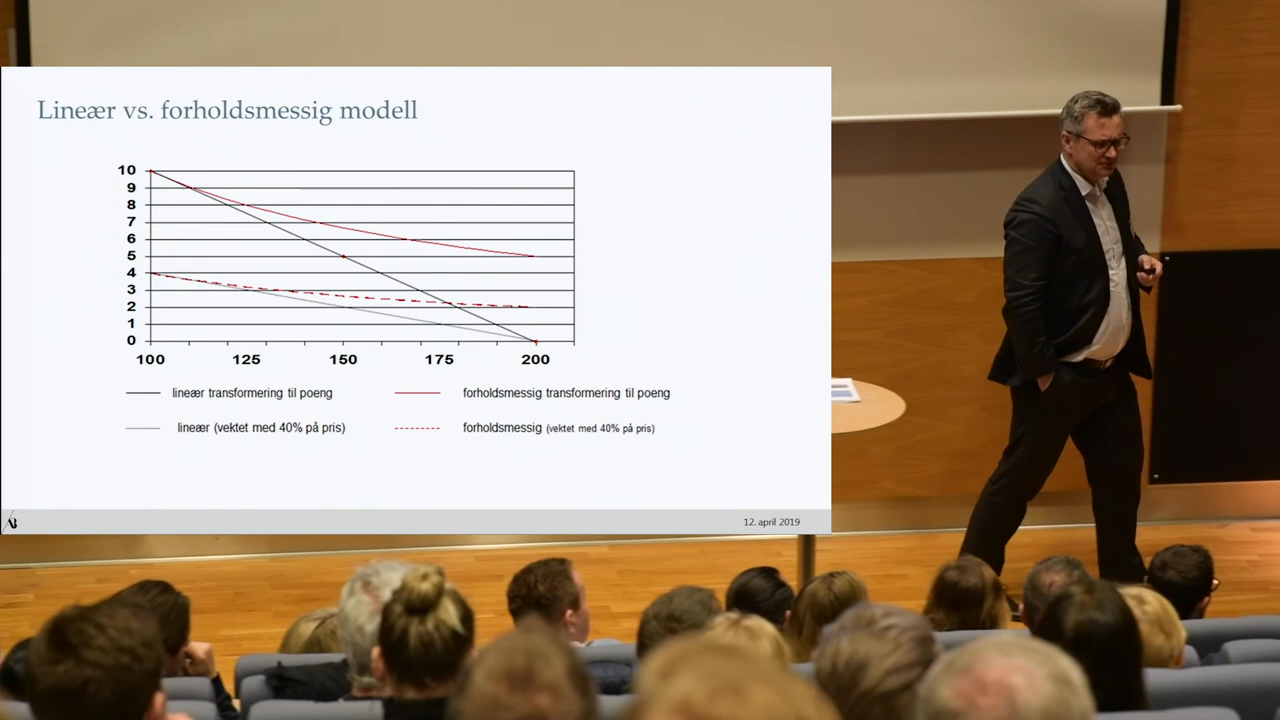 Lineær vs. forholdsmessig modell
10
9
8
7
6
5
4
3
2
1
0
100 125 150 175 200
lineær transformering til poeng forholdsmessig transformering til poeng
lineær (vektet med 40% på pris) forholdsmessig (vektet med 40% på pris)
12. april 2019